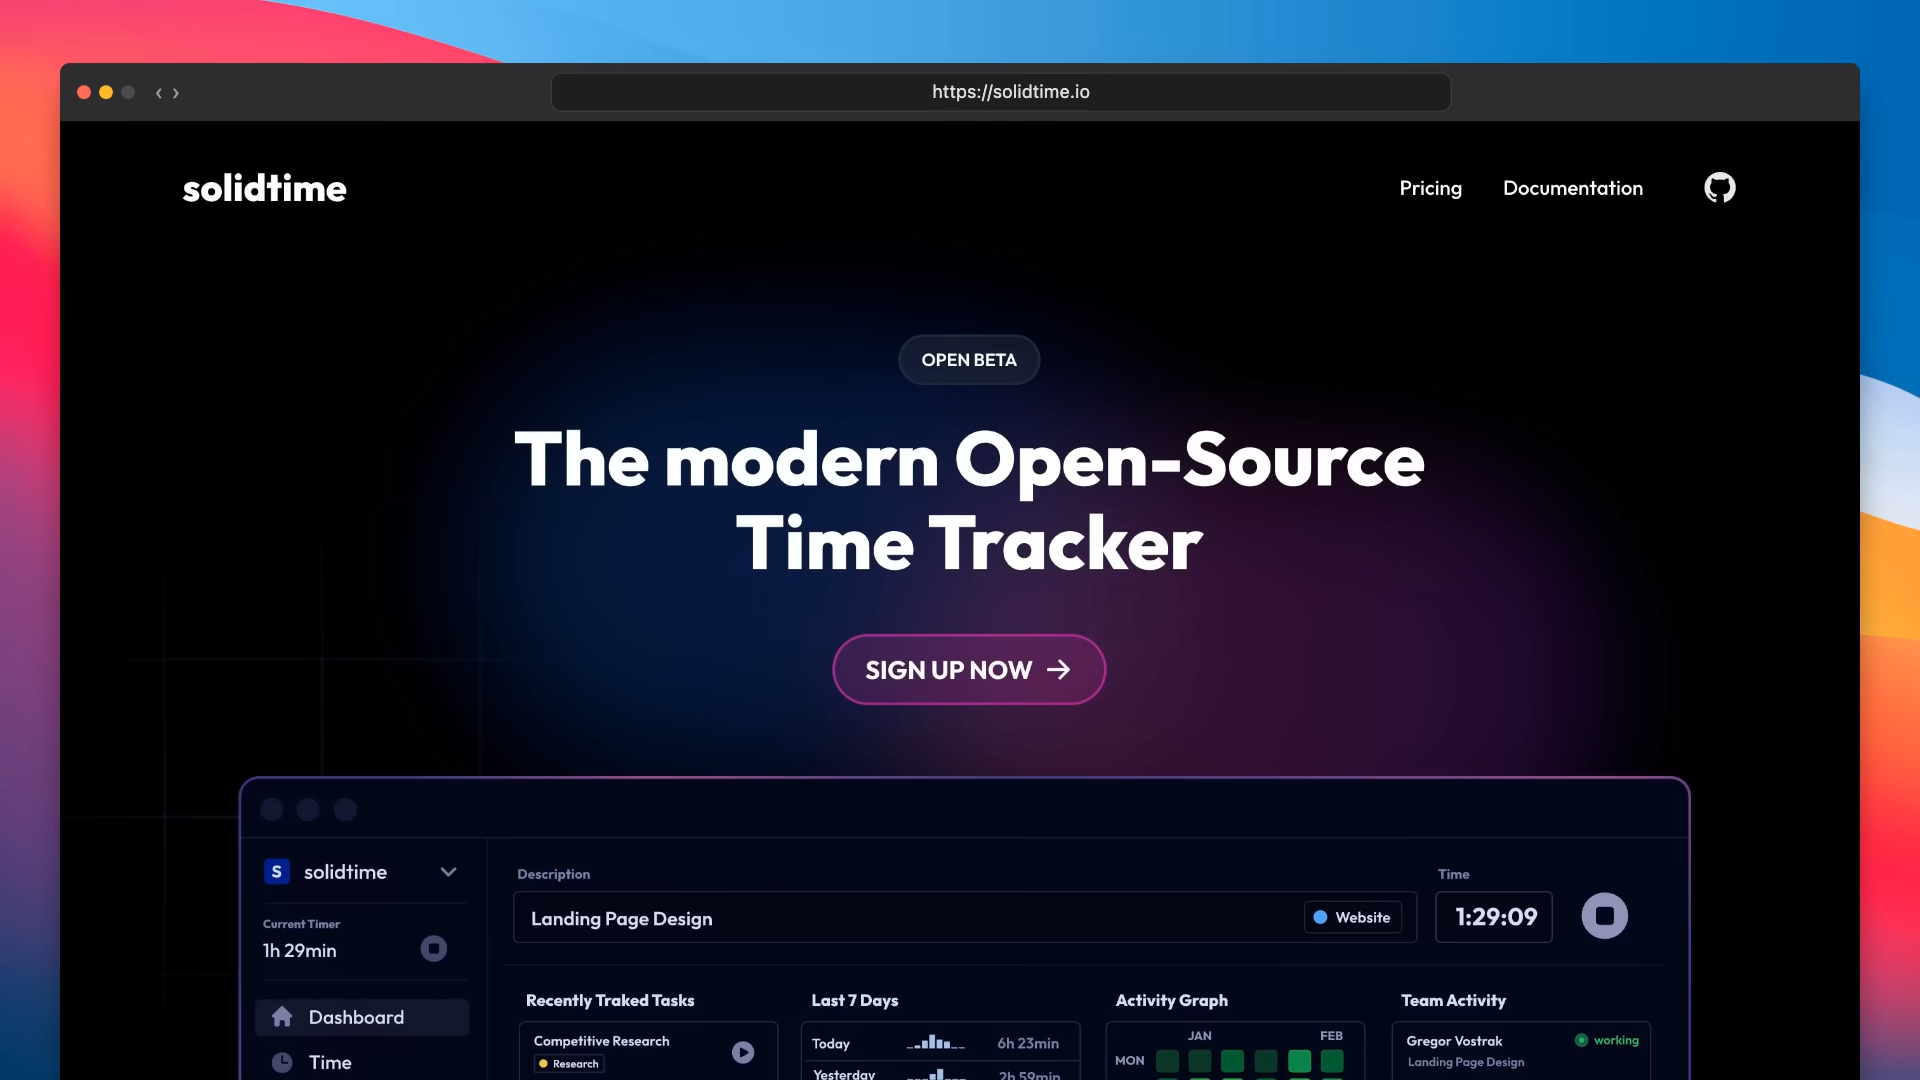 https://solidtime.io
solidtime
Pricing
Documentation
OPEN BETA
The modern Open-Source
Time Tracker
SIGN UP NOW
S solidtime
Current Timer
1h 29min
Dashboard
Time
Description
Landing Page Design
Website
Time
1:29:09
Recently Traked Tasks
Competitive Research
Research
Last 7 Days
Today
6h 23min
Yesterday
2h 59min
Activity Graph
JAN
FEB
MON
Team Activity
Gregor Vostrak
working
Landing Page Design